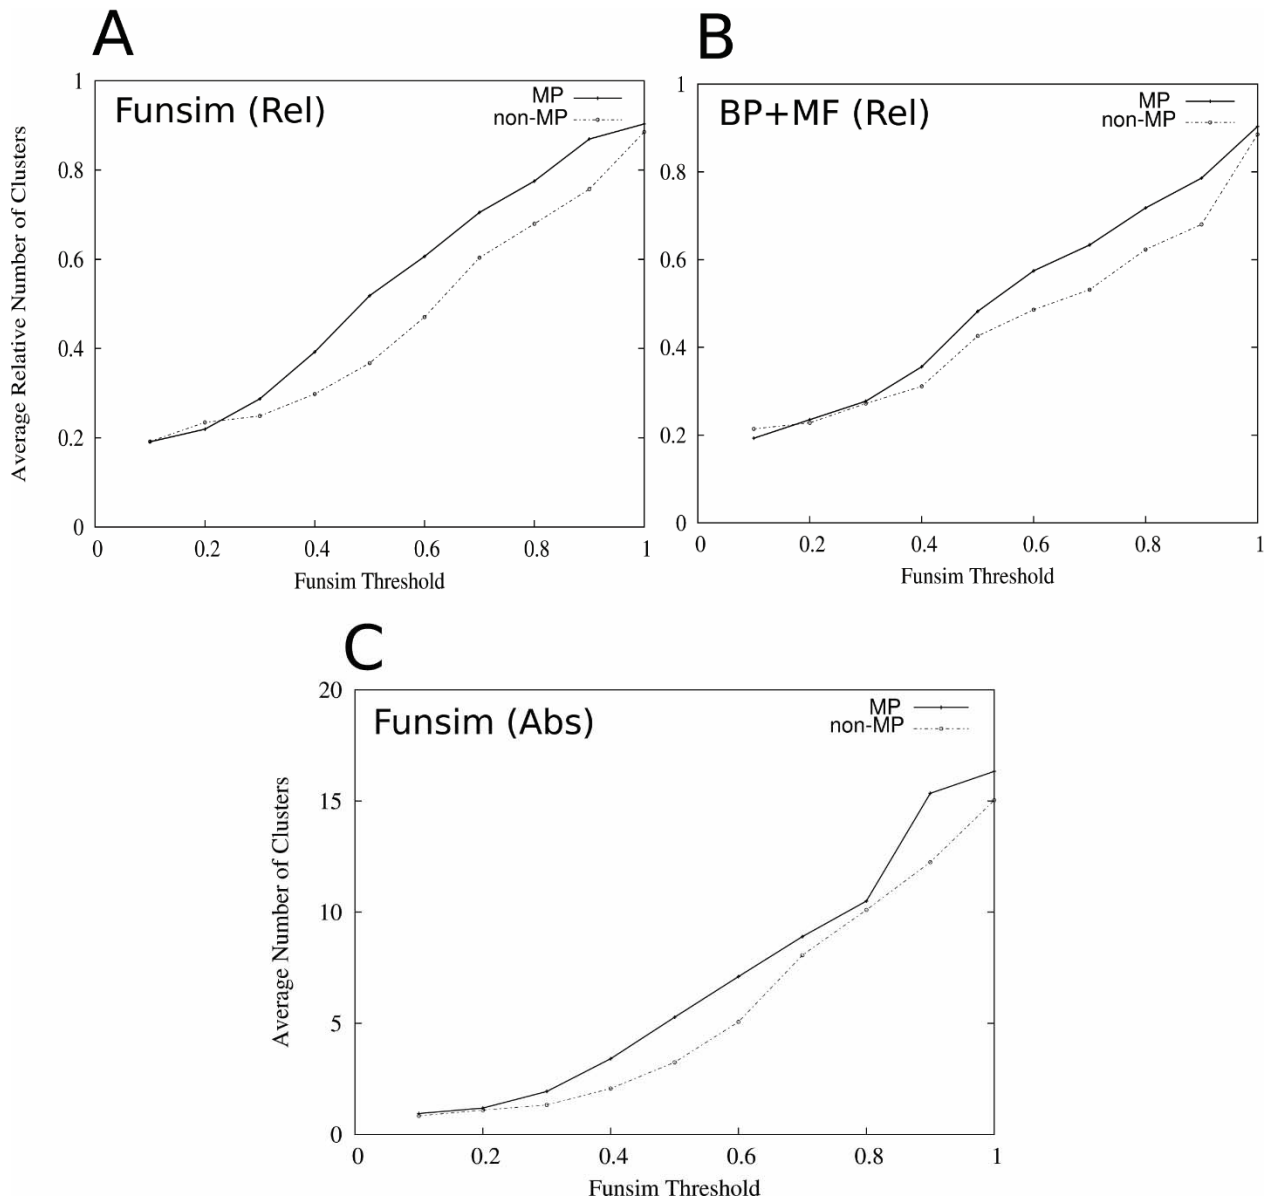 A
Funsim (Rel)
MP
non-MP
Average Relative Number of Clusters
1
0.8
0.6
0.4
0.2
0
0 0.2 0.4 0.6 0.8 1
Funsim Threshold
B
BP+MF (Rel)
MP
non-MP
1
0.8
0.6
0.4
0.2
0
0 0.2 0.4 0.6 0.8 1
Funsim Threshold
C
Funsim (Abs)
MP
non-MP
Average Number of Clusters
20
15
10
5
0
0 0.2 0.4 0.6 0.8 1
Funsim Threshold